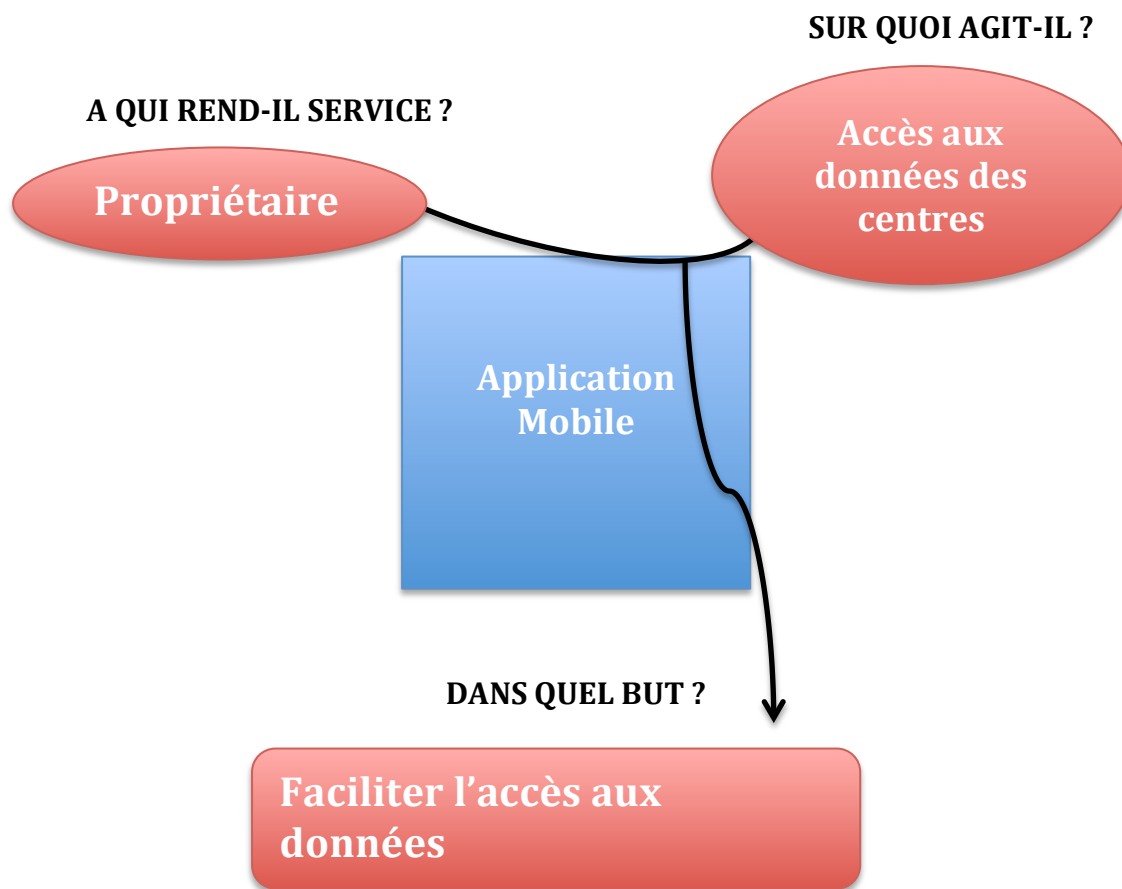 SUR QUOI AGIT-IL ?
A QUI REND-IL SERVICE ?
Accès aux
données des
centres
Propriétaire
Application
Mobile
DANS QUEL BUT ?
Faciliter l’accès aux
données